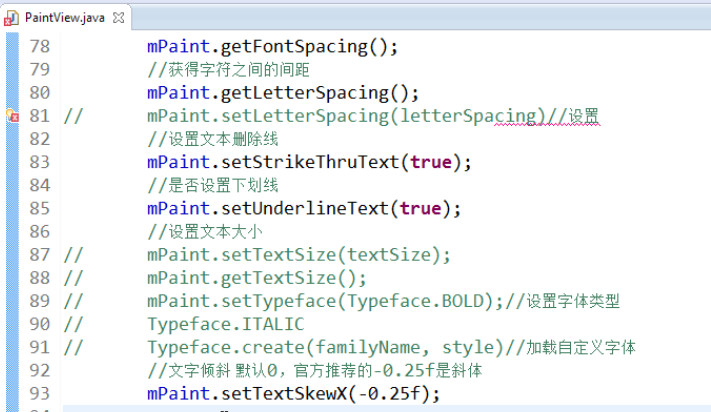 PaintView.java
78 mPaint.getFontSpacing();
79 //获得字符之间的间距
80 mPaint.getLetterSpacing();
81 // mPaint.setLetterSpacing(letterSpacing)//设置
82 //设置文本删除线
83 mPaint.setStrikeThruText(true);
84 //是否设置下划线
85 mPaint.setUnderlineText(true);
86 //设置文本大小
87 // mPaint.setTextSize(textSize);
88 // mPaint.getTextSize();
89 // mPaint.setTypeface(Typeface.BOLD);//设置字体类型
90 // Typeface.ITALIC
91 // Typeface.create(familyName, style)//加载自定义字体
92 //文字倾斜 默认0，官方推荐的-0.25f是斜体
93 mPaint.setTextSkewX(-0.25f);